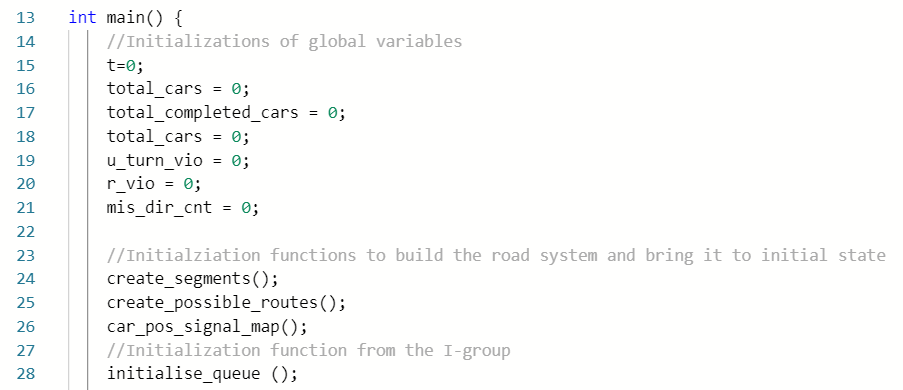 13 int main() {
14 //Initializations of global variables
15 t=0;
16 total_cars = 0;
17 total_completed_cars = 0;
18 total_cars = 0;
19 u_turn_vio = 0;
20 r_vio = 0;
21 mis_dir_cnt = 0;
22
23 //Initialziation functions to build the road system and bring it to initial state
24 create_segments();
25 create_possible_routes();
26 car_pos_signal_map();
27 //Initialization function from the I-group
28 initialise_queue ();